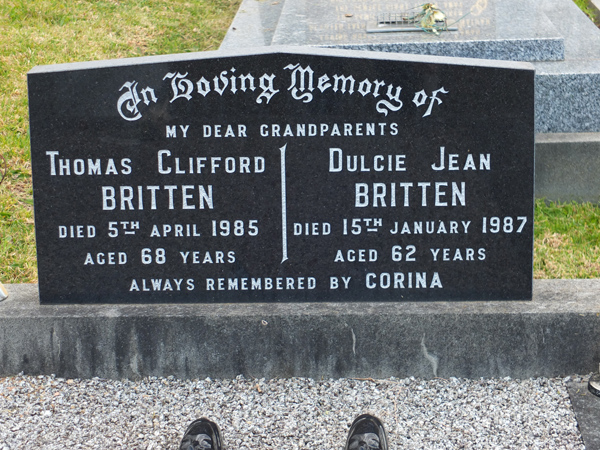 In Loving Memory of
MY DEAR GRANDPARENTS
THOMAS CLIFFORD
BRITTEN
DIED 5TH APRIL 1985
AGED 68 YEARS
DULCIE JEAN
BRITTEN
DIED 15TH JANUARY 1987
AGED 62 YEARS
ALWAYS REMEMBERED BY CORINA